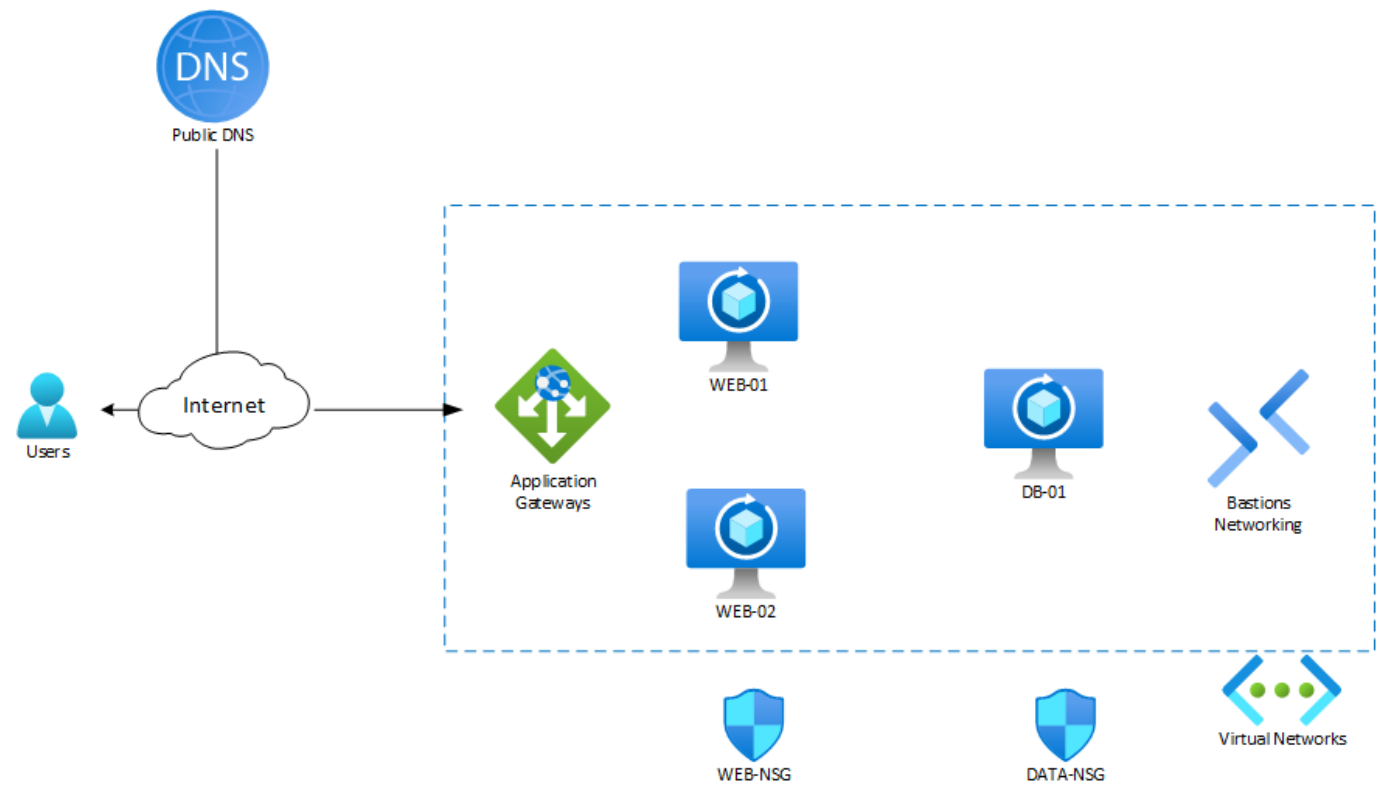 DNS
Public DNS
Internet
Users
Application
Gateways
WEB-01
WEB-02
DB-01
Bastions
Networking
WEB-NSG
DATA-NSG
Virtual Networks